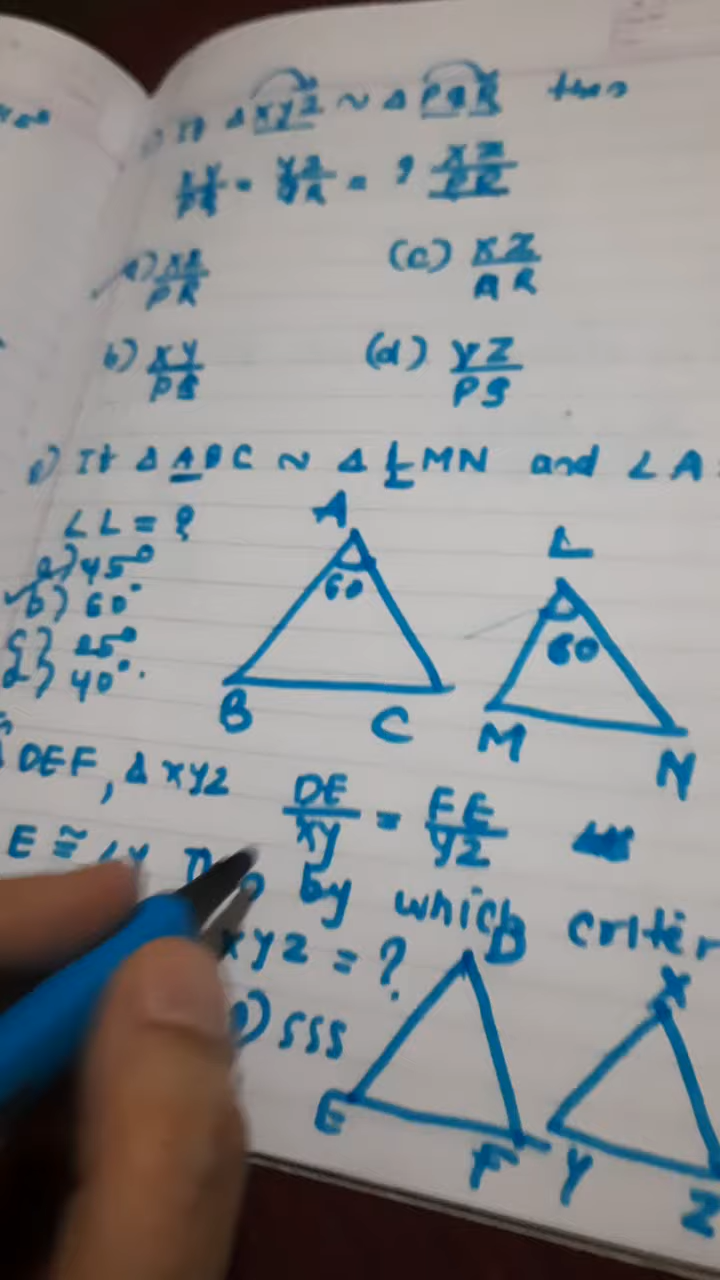 If Δ XYZ ~ Δ PQR then
XY/PQ = YZ/QR = ? XZ/PR
a) XZ/PR (c) XZ/AR
b) XY/PQ (d) YZ/PQ
If Δ ABC ~ Δ LMN and ∠A
∠L = ?
a) 45°
b) 60°
25°
40°.
A
60
B C
L
60
M N
DEF, Δ XYZ DE/XY = FE/YZ
E ≅ ∠Y by which criter
XYZ = ?
SSS
D
E F
X
Y Z